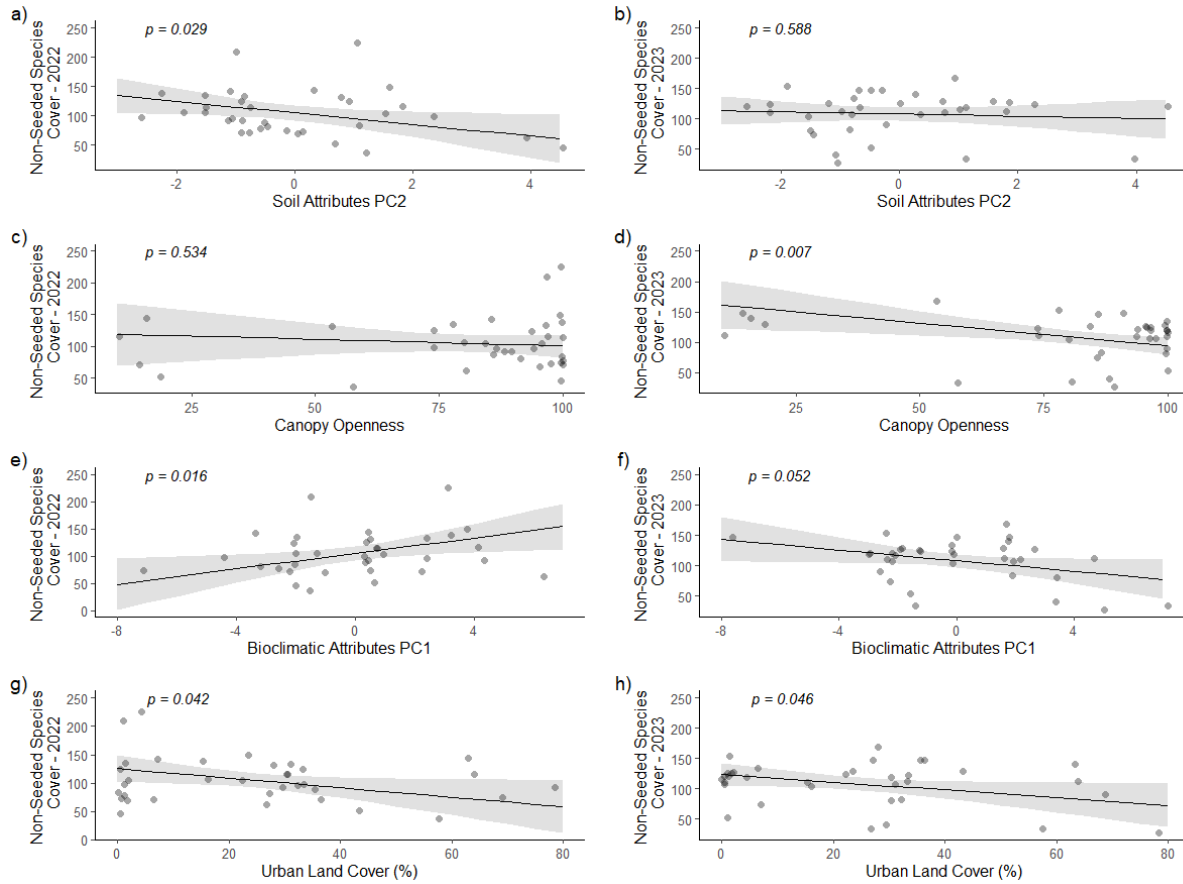 a)
Non-Seeded Species
Cover - 2022
p = 0.029
250
200
150
100
50
-2 0 2 4
Soil Attributes PC2
b)
Non-Seeded Species
Cover - 2023
p = 0.588
250
200
150
100
50
-2 0 2 4
Soil Attributes PC2
c)
Non-Seeded Species
Cover - 2022
p = 0.534
250
200
150
100
50
25 50 75 100
Canopy Openness
d)
Non-Seeded Species
Cover - 2023
p = 0.007
250
200
150
100
50
25 50 75 100
Canopy Openness
e)
Non-Seeded Species
Cover - 2022
p = 0.016
250
200
150
100
50
0
-8 -4 0 4
Bioclimatic Attributes PC1
f)
Non-Seeded Species
Cover - 2023
p = 0.052
250
200
150
100
50
-8 -4 0 4
Bioclimatic Attributes PC1
g)
Non-Seeded Species
Cover - 2022
p = 0.042
250
200
150
100
50
0
0 20 40 60 80
Urban Land Cover (%)
h)
Non-Seeded Species
Cover - 2023
p = 0.046
250
200
150
100
50
0 20 40 60 80
Urban Land Cover (%)